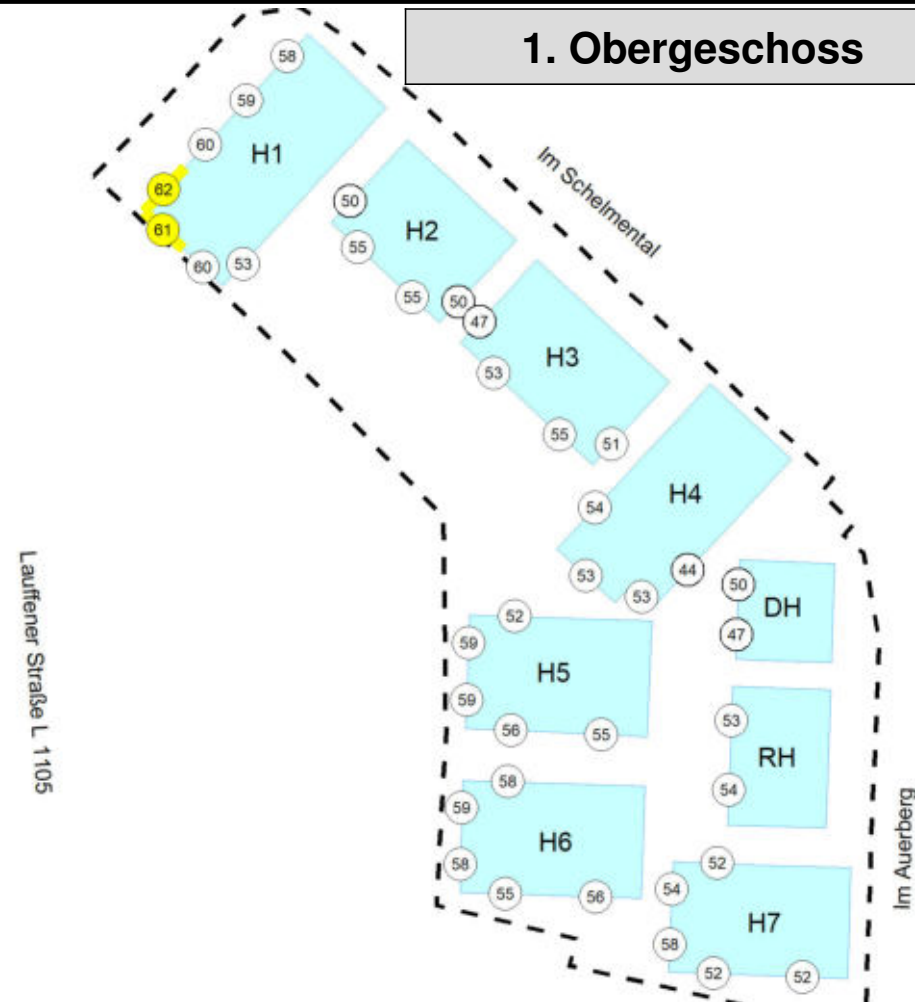 1. Obergeschoss
58
59
H1
60
Im Schelmental
62
50
61
H2
55
60
53
55
50
47
H3
53
55
51
H4
54
53
44
53
50
DH
47
52
59
H5
59
56
55
53
RH
54
Lauffener Straße L 1105
58
59
H6
58
55
56
Im Auerberg
52
54
H7
58
52
52